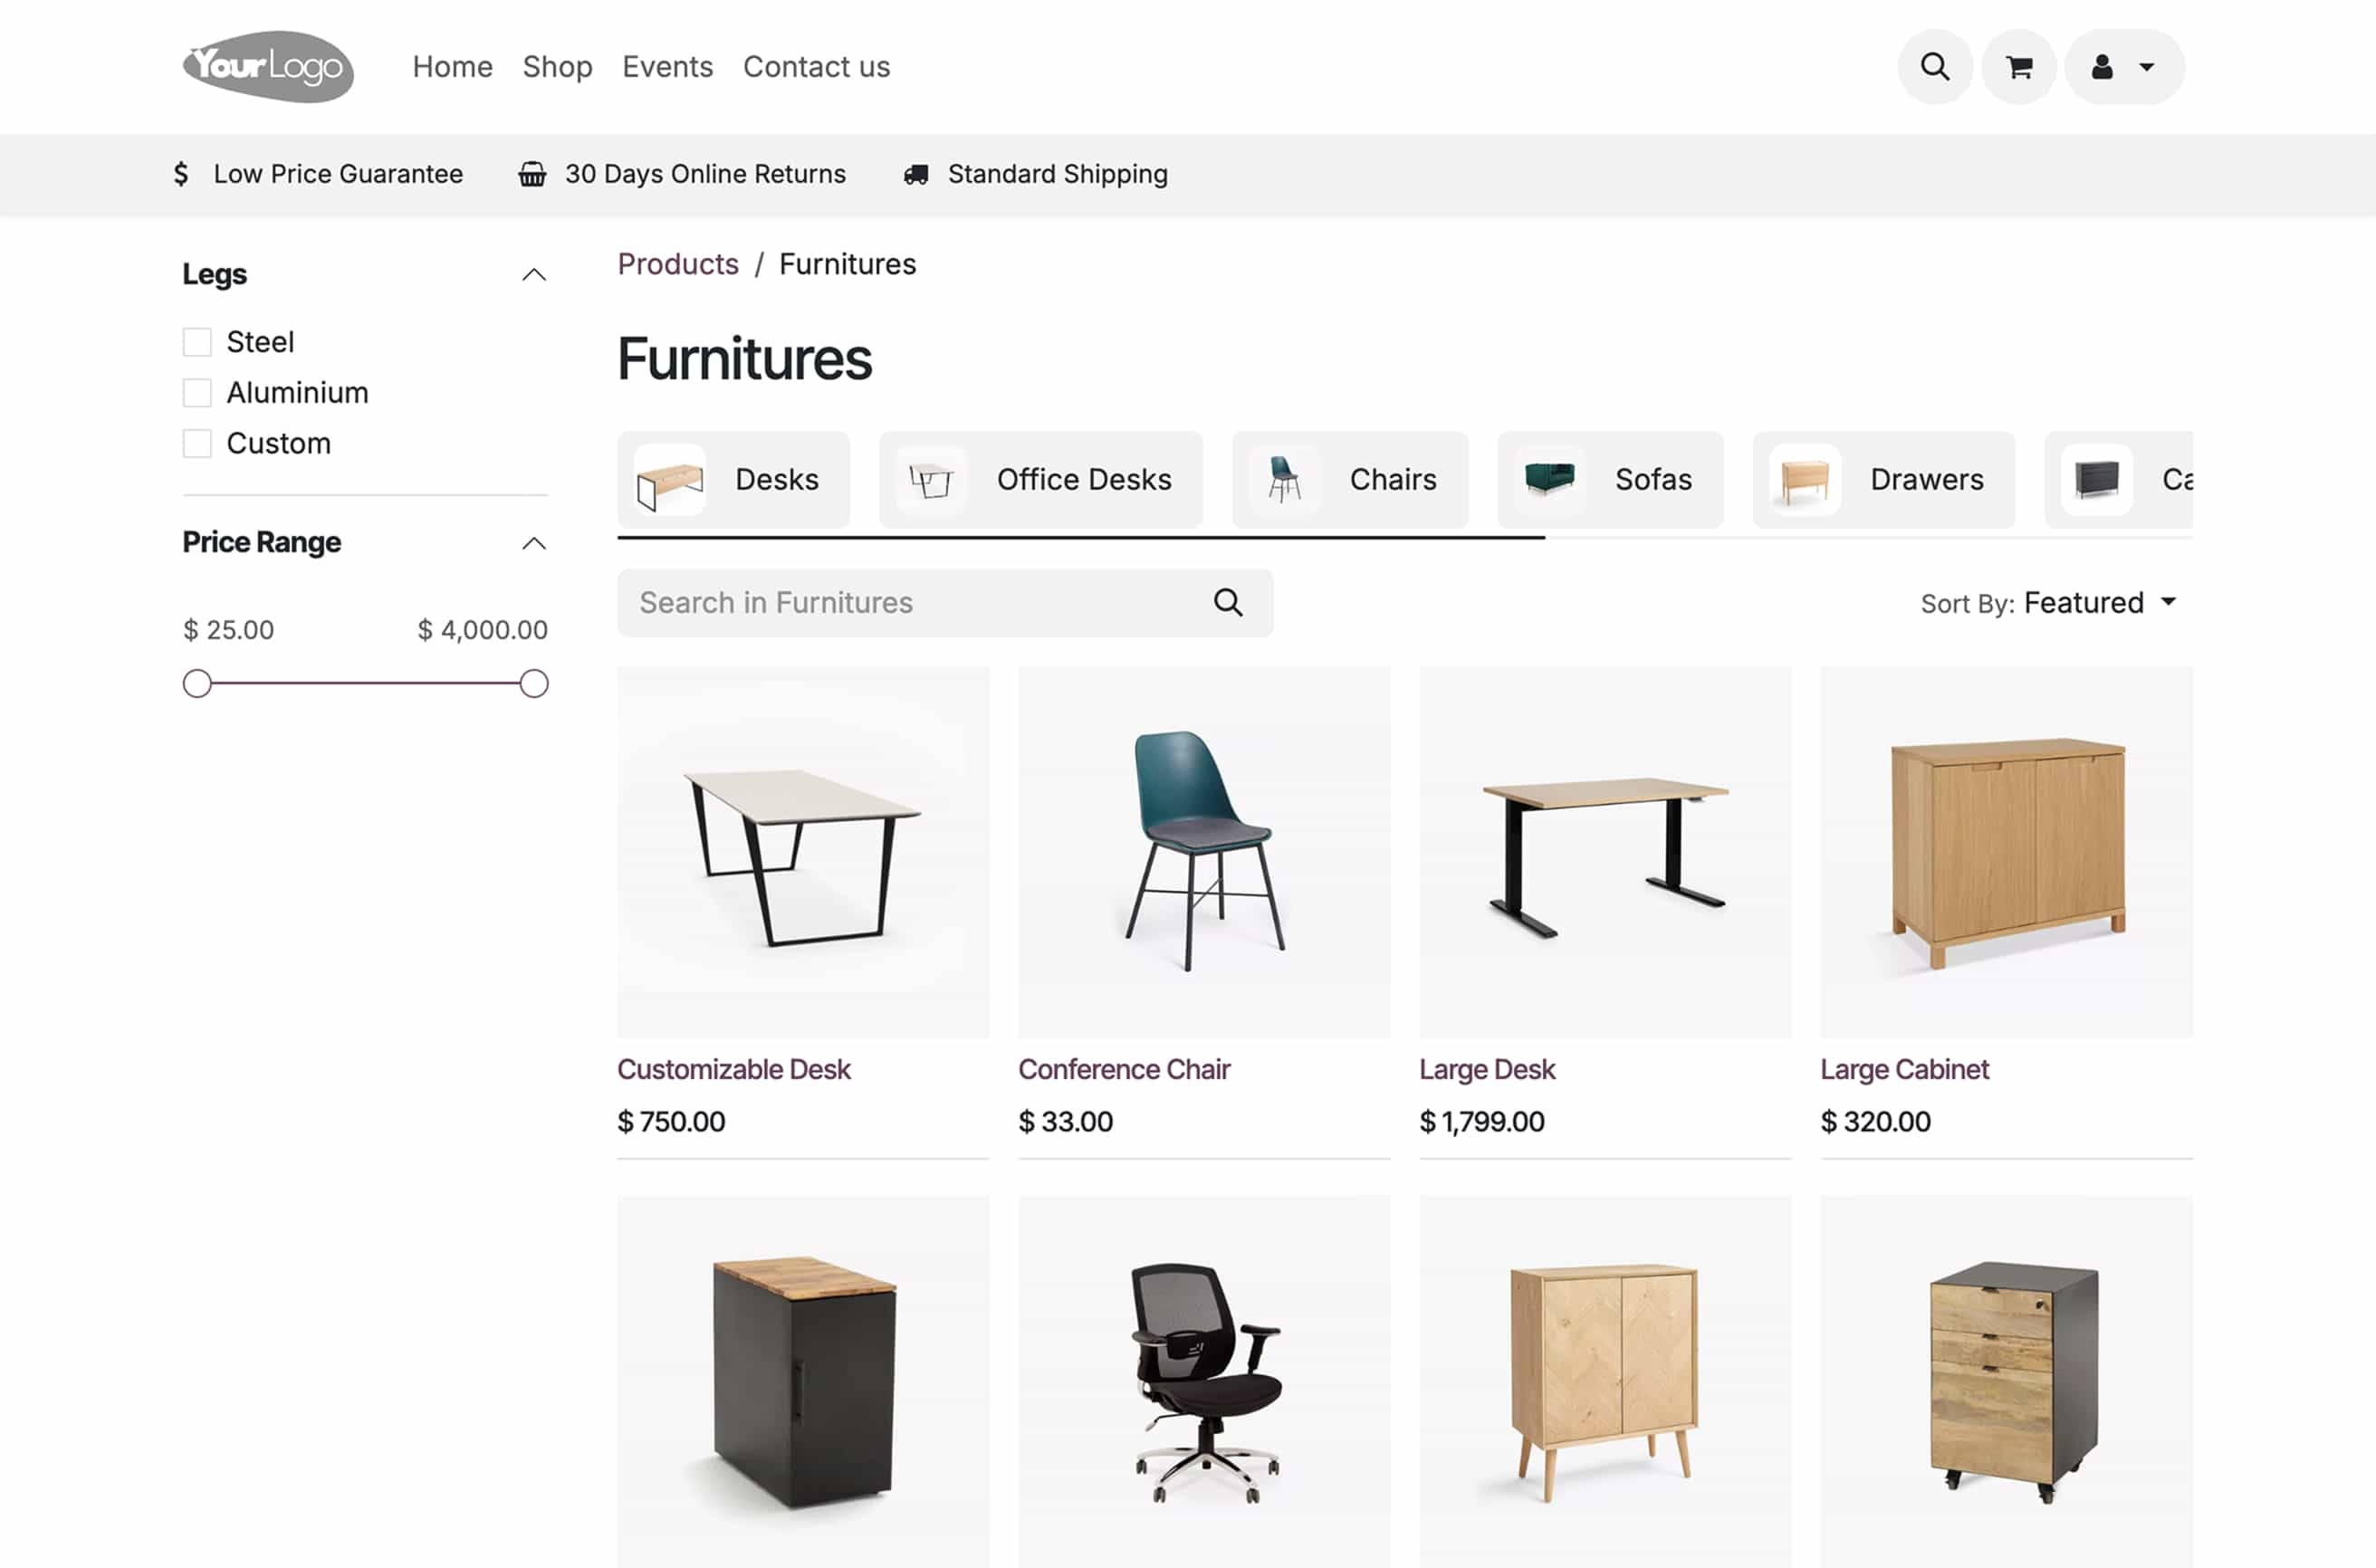 YourLogo
Home Shop Events Contact us
Low Price Guarantee 30 Days Online Returns Standard Shipping
Legs
Steel
Aluminium
Custom
Price Range
$ 25.00 $ 4,000.00
Products / Furnitures
Furnitures
Desks Office Desks Chairs Sofas Drawers Ca
Search in Furnitures
Sort By: Featured
Customizable Desk
$ 750.00
Conference Chair
$ 33.00
Large Desk
$ 1,799.00
Large Cabinet
$ 320.00